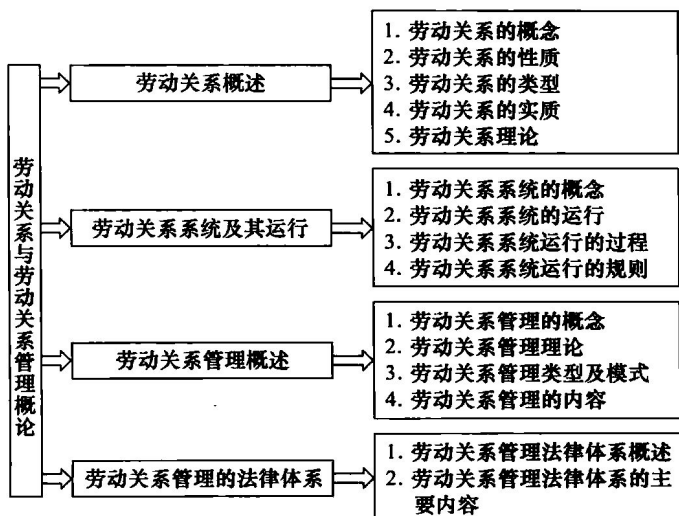 劳动关系与劳动关系管理概论
劳动关系概述
1. 劳动关系的概念
2. 劳动关系的性质
3. 劳动关系的类型
4. 劳动关系的实质
5. 劳动关系理论
劳动关系系统及其运行
1. 劳动关系系统的概念
2. 劳动关系系统的运行
3. 劳动关系系统运行的过程
4. 劳动关系系统运行的规则
劳动关系管理概述
1. 劳动关系管理的概念
2. 劳动关系管理理论
3. 劳动关系管理类型及模式
4. 劳动关系管理的内容
劳动关系管理的法律体系
1. 劳动关系管理法律体系概述
2. 劳动关系管理法律体系的主
要内容